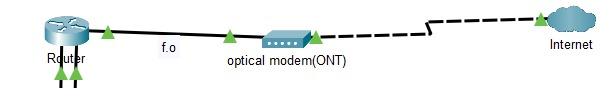 Router
f.o
optical modem(ONT)
Internet